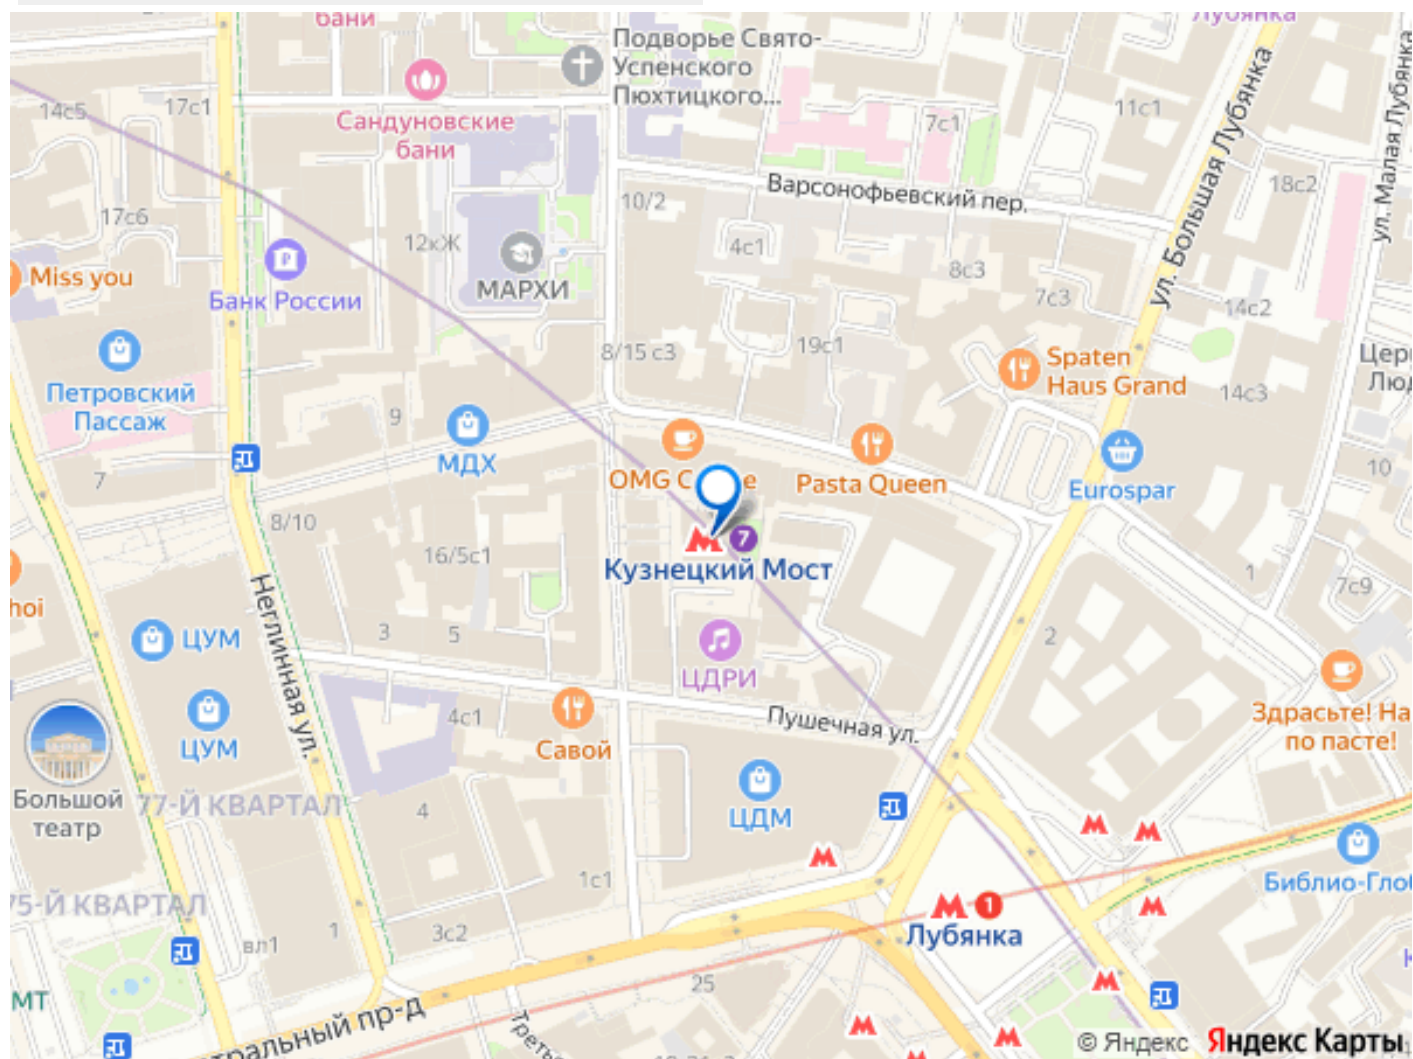 бани
Лубянка
Подворье Свято-
Успенского
Пюхтицкого...
14с5
17с1
Сандуновские
бани
11с1
7с1
ул. Большая Лубянка
ул. Малая Лубянка
Варсонофьевский пер.
18с2
10/2
17с6
12кЖ
4с1
МАРХИ
8с3
Miss you
Банк России
7с3
14с2
8/15 с3
19с1
Spaten
Haus Grand
Петровский
Пассаж
14с3
9
МДХ
OMG C
Pasta Queen
Eurospar
10
7
8/10
16/5с1
7
Кузнецкий Мост
1
7с9
Неглинная ул.
ЦУМ
3
5
2
ЦДРИ
ЦУМ
4с1
Савой
Пушечная ул.
Здрасьте! На
по пасте!
Большой
театр
77-Й КВАРТАЛ
4
ЦДМ
1с1
Библио-Гло
75-Й КВАРТАЛ
1
Лубянка
вл1
1
3с2
25
МТ
тральный пр-д
Треть
© Яндекс Яндекс Карты